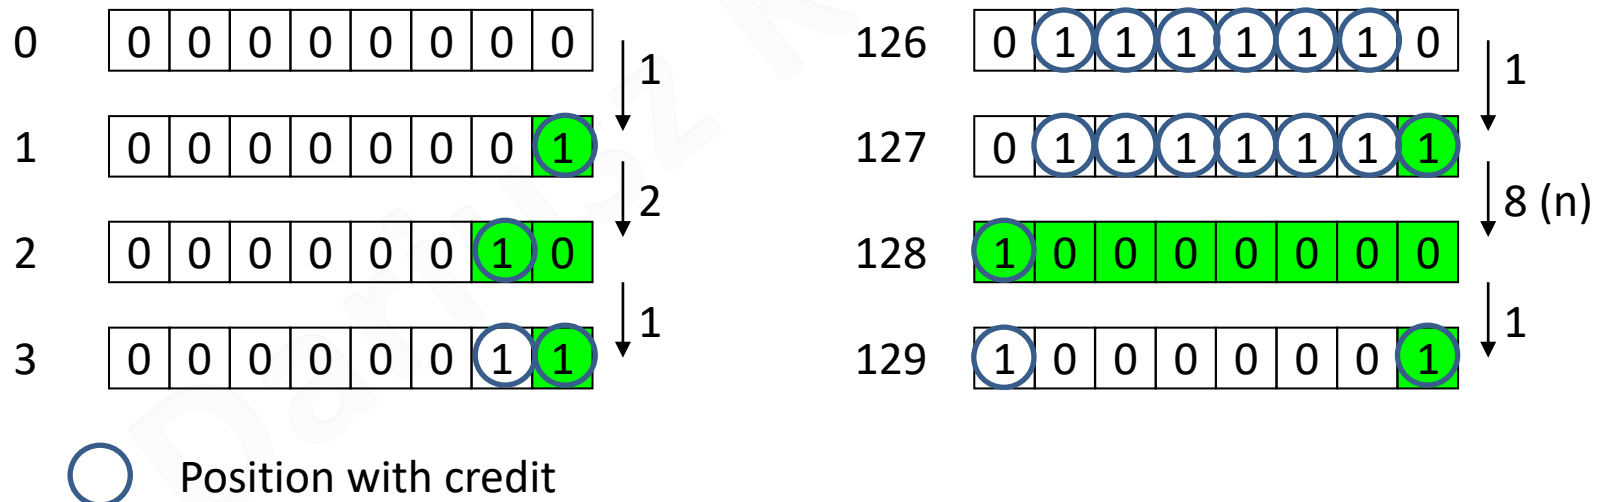 0 0 0 0 0 0 0 0 0
1
1 0 0 0 0 0 0 0 1
2
2 0 0 0 0 0 0 1 0
1
3 0 0 0 0 0 0 1 1
126 0 1 1 1 1 1 1 0
1
127 0 1 1 1 1 1 1 1
8 (n)
128 1 0 0 0 0 0 0 0
1
129 1 0 0 0 0 0 0 1
Position with credit
Dariusz